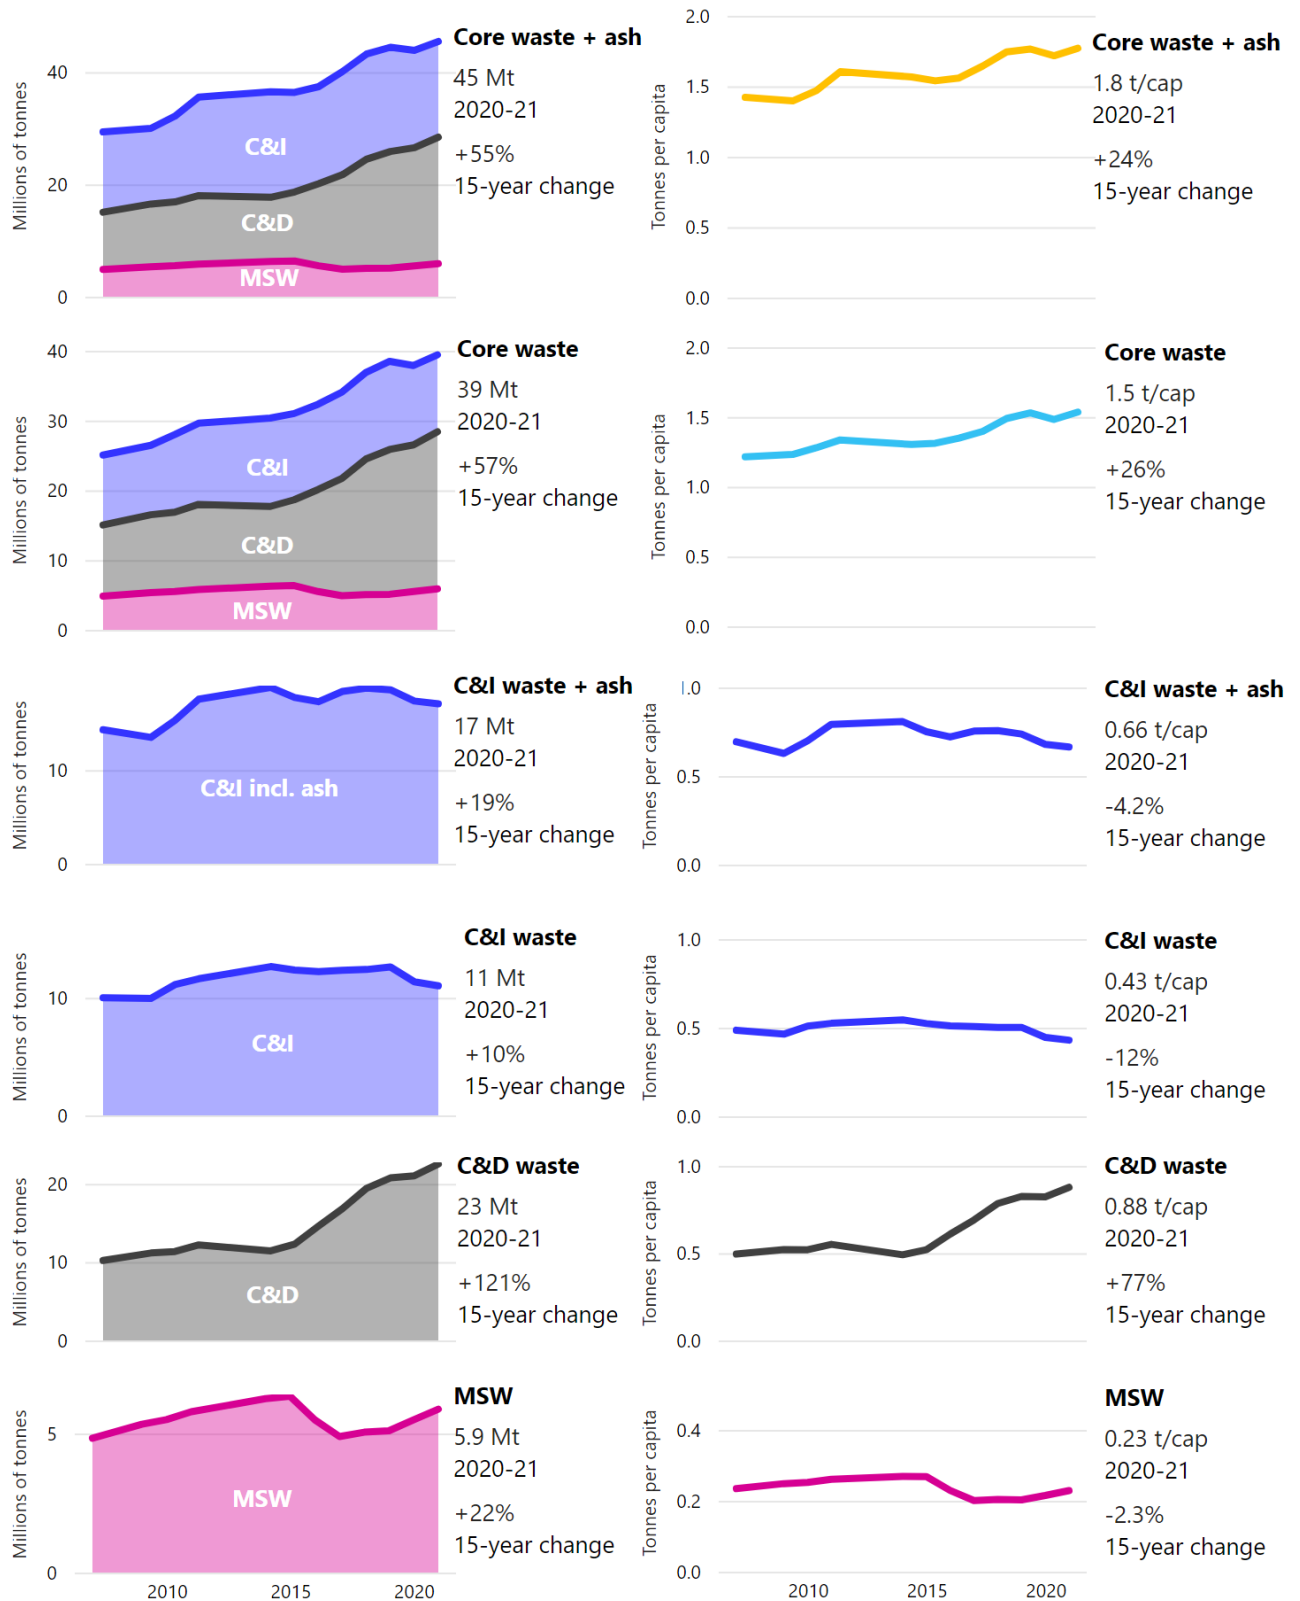 Millions of tonnes
40
20
0
C&I
C&D
MSW
Core waste + ash
45 Mt
2020-21
+55%
15-year change
Tonnes per capita
2.0
1.5
1.0
0.5
0.0
Core waste + ash
1.8 t/cap
2020-21
+24%
15-year change
Millions of tonnes
40
30
20
10
0
C&I
C&D
MSW
Core waste
39 Mt
2020-21
+57%
15-year change
Tonnes per capita
2.0
1.5
1.0
0.5
0.0
Core waste
1.5 t/cap
2020-21
+26%
15-year change
Millions of tonnes
10
0
C&I incl. ash
C&I waste + ash
17 Mt
2020-21
+19%
15-year change
Tonnes per capita
1.0
0.5
0.0
C&I waste + ash
0.66 t/cap
2020-21
-4.2%
15-year change
Millions of tonnes
10
0
C&I
C&I waste
11 Mt
2020-21
+10%
15-year change
Tonnes per capita
1.0
0.5
0.0
C&I waste
0.43 t/cap
2020-21
-12%
15-year change
Millions of tonnes
20
10
0
C&D
C&D waste
23 Mt
2020-21
+121%
15-year change
Tonnes per capita
1.0
0.5
0.0
C&D waste
0.88 t/cap
2020-21
+77%
15-year change
Millions of tonnes
5
0
MSW
2010 2015 2020
MSW
5.9 Mt
2020-21
+22%
15-year change
Tonnes per capita
0.4
0.2
0.0
2010 2015 2020
MSW
0.23 t/cap
2020-21
-2.3%
15-year change